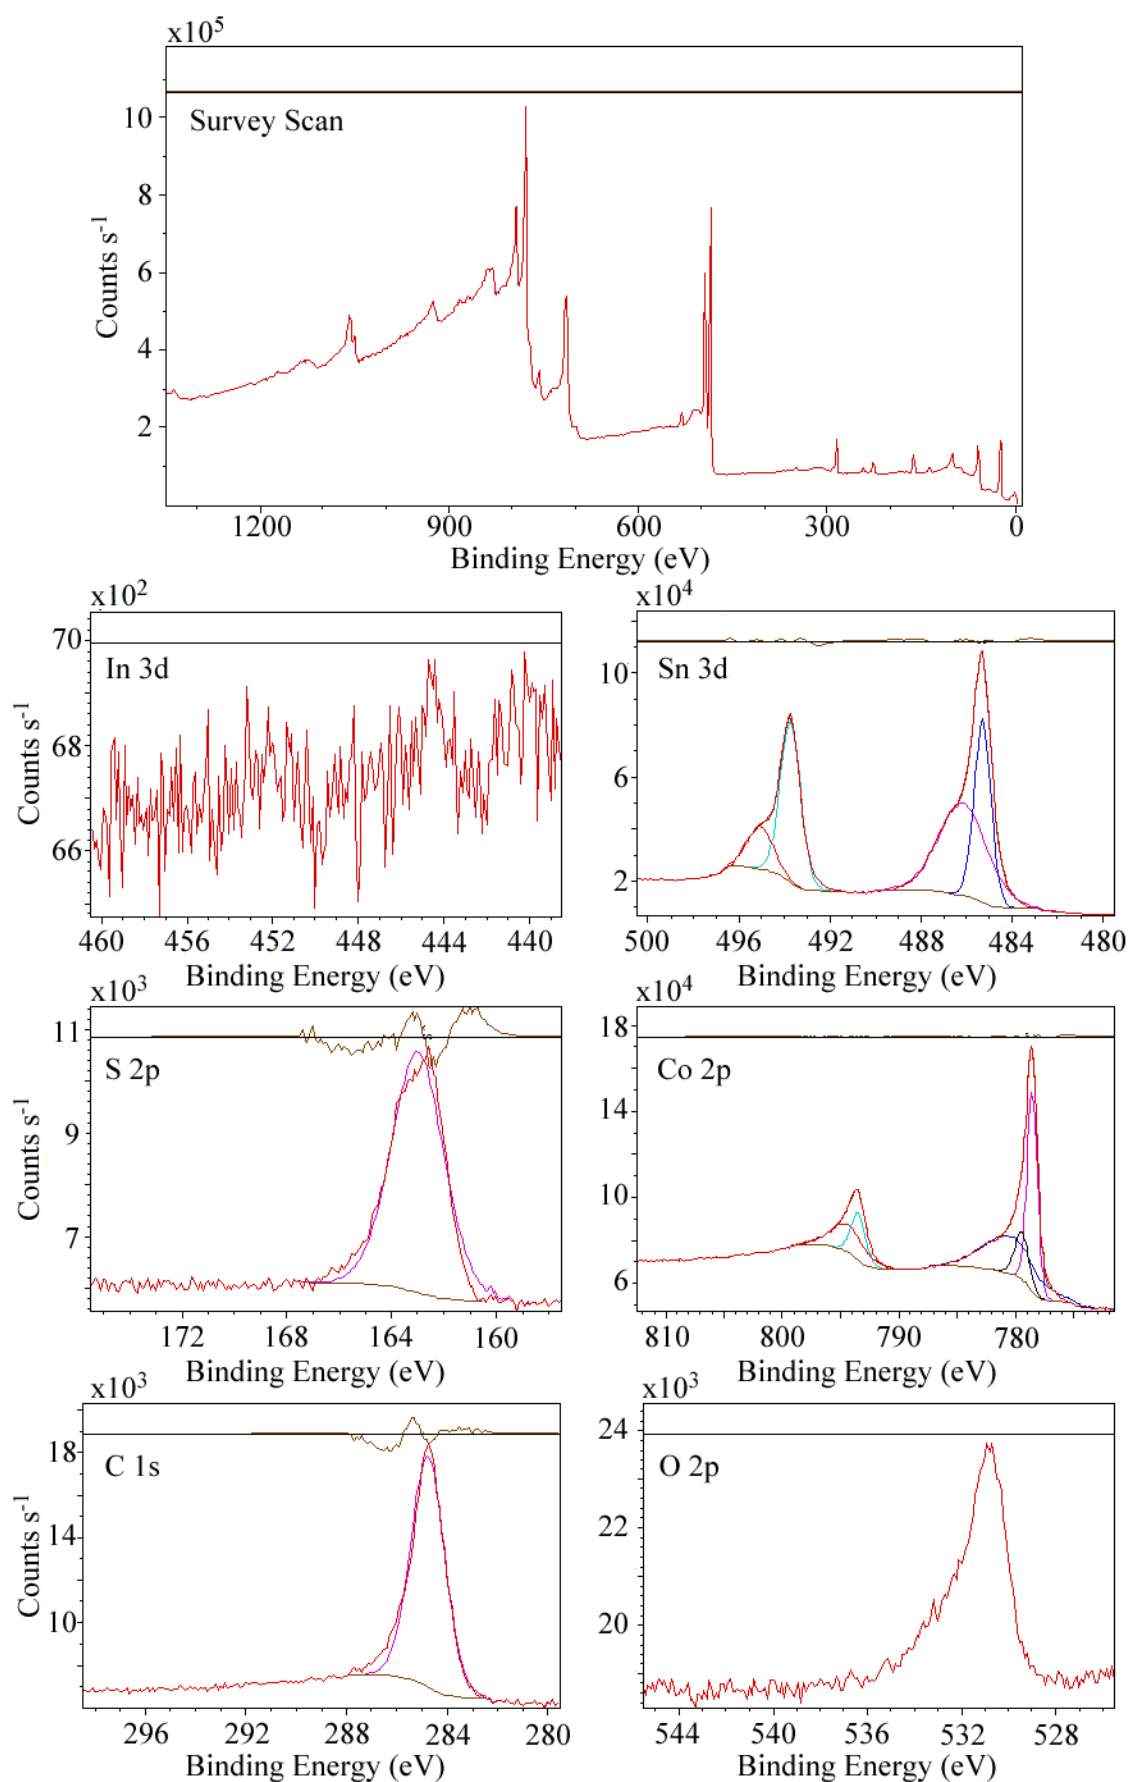 x10⁵
Survey Scan
10
8
6
4
2
Counts s⁻¹
1200 900 600 300 0
Binding Energy (eV)
x10²
70
68
66
In 3d
Counts s⁻¹
460 456 452 448 444 440
Binding Energy (eV)
x10⁴
10
6
2
Sn 3d
500 496 492 488 484 480
Binding Energy (eV)
x10³
11
9
7
S 2p
Counts s⁻¹
172 168 164 160
Binding Energy (eV)
x10⁴
18
14
10
6
Co 2p
810 800 790 780
Binding Energy (eV)
x10³
18
14
10
C 1s
Counts s⁻¹
296 292 288 284 280
Binding Energy (eV)
x10³
24
22
20
O 2p
544 540 536 532 528
Binding Energy (eV)